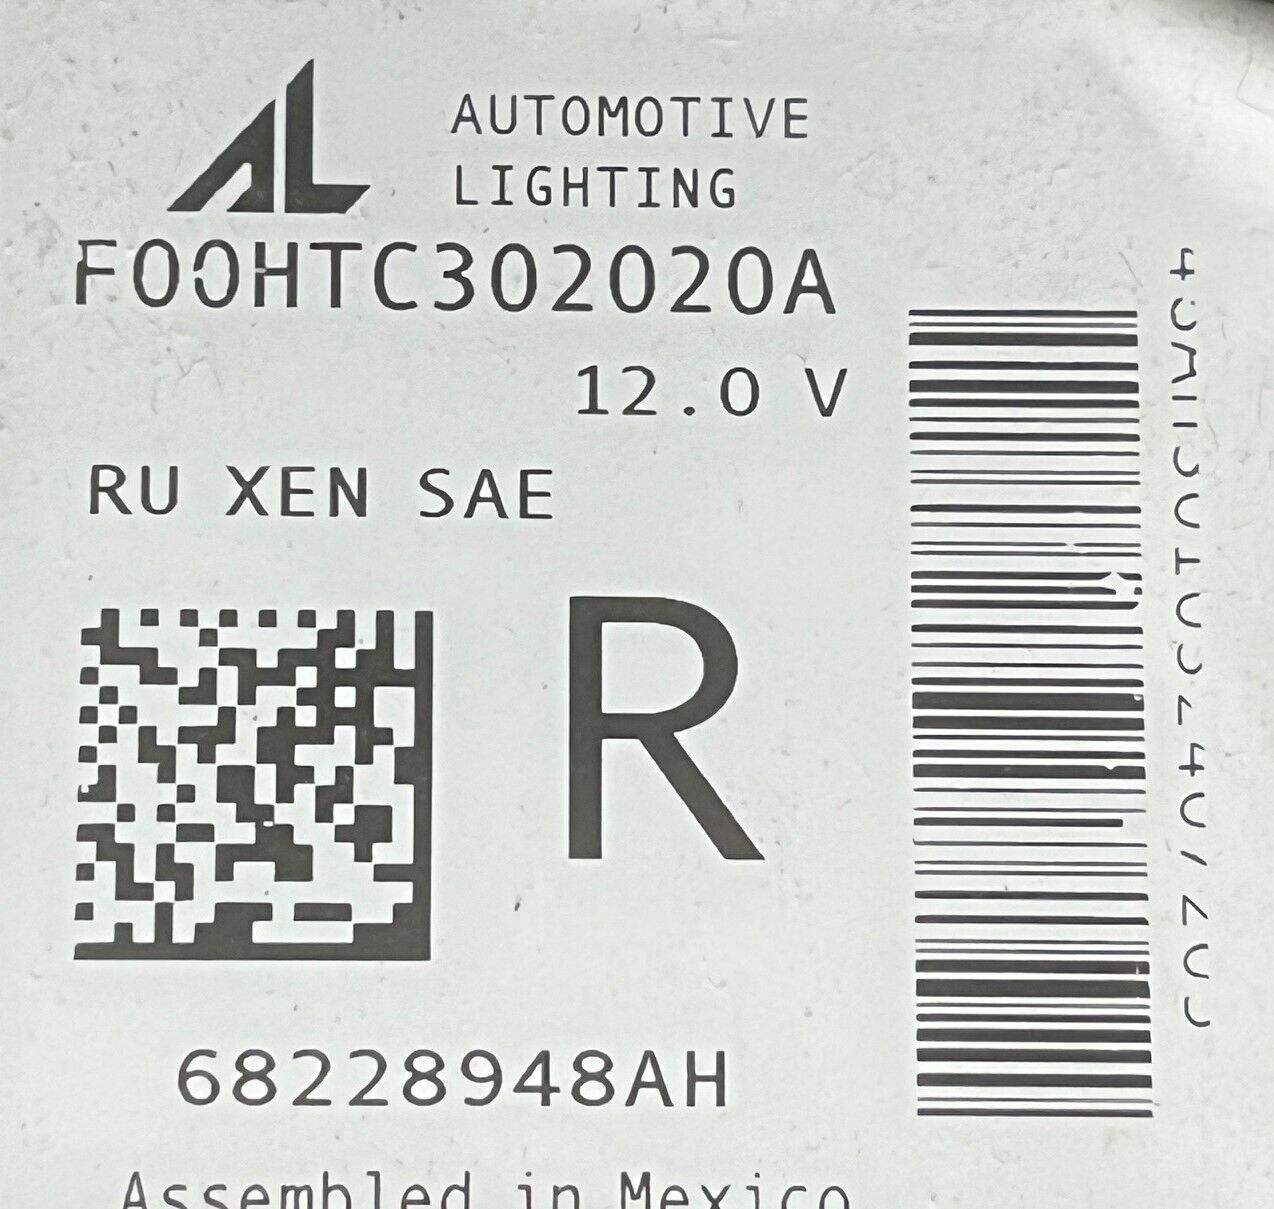 AL
AUTOMOTIVE
LIGHTING
F00HTC302020A
12.0 V
RU XEN SAE
R
68228948AH
Assembled in Mexico